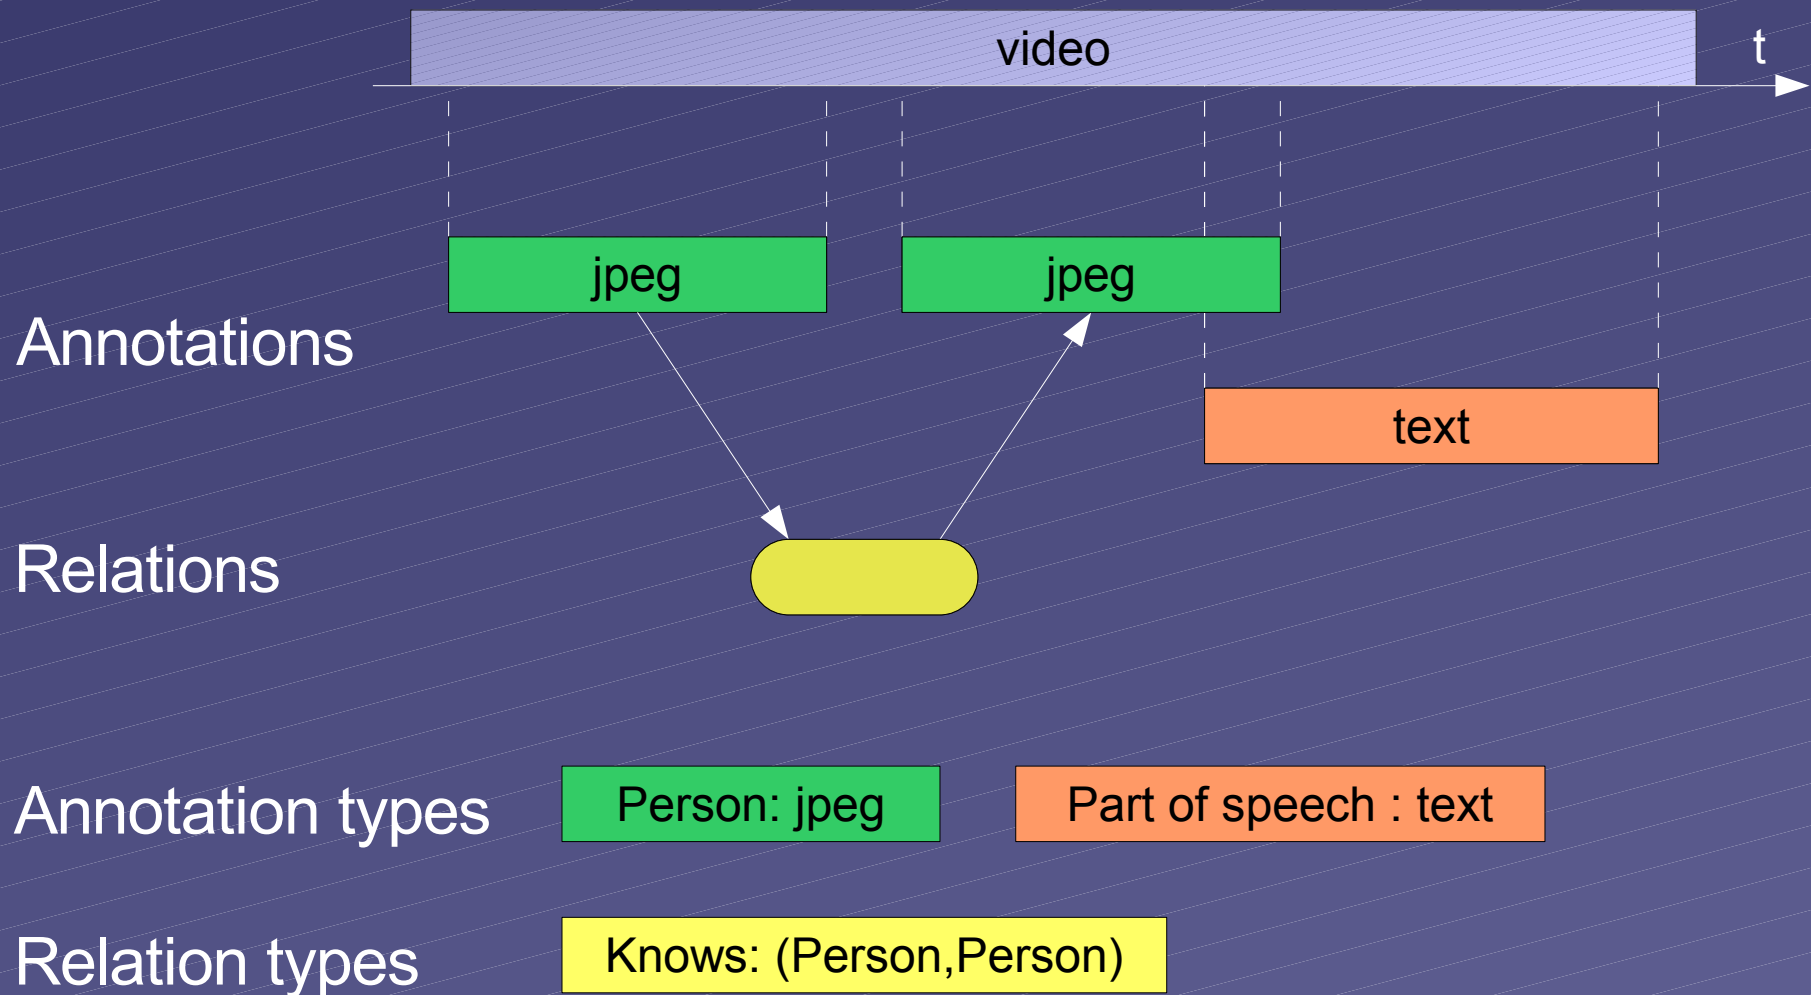 video
t
jpeg
jpeg
Annotations
text
Relations
Annotation types
Person: jpeg
Part of speech : text
Relation types
Knows: (Person,Person)